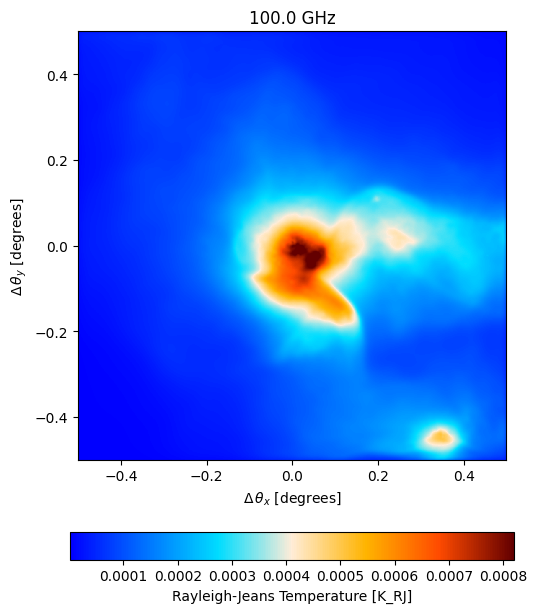 100.0 GHz
0.4
0.2
0.0
−0.2
−0.4
Δ θy [degrees]
−0.4 −0.2 0.0 0.2 0.4
Δ θx [degrees]
0.0001 0.0002 0.0003 0.0004 0.0005 0.0006 0.0007 0.0008
Rayleigh-Jeans Temperature [K_RJ]